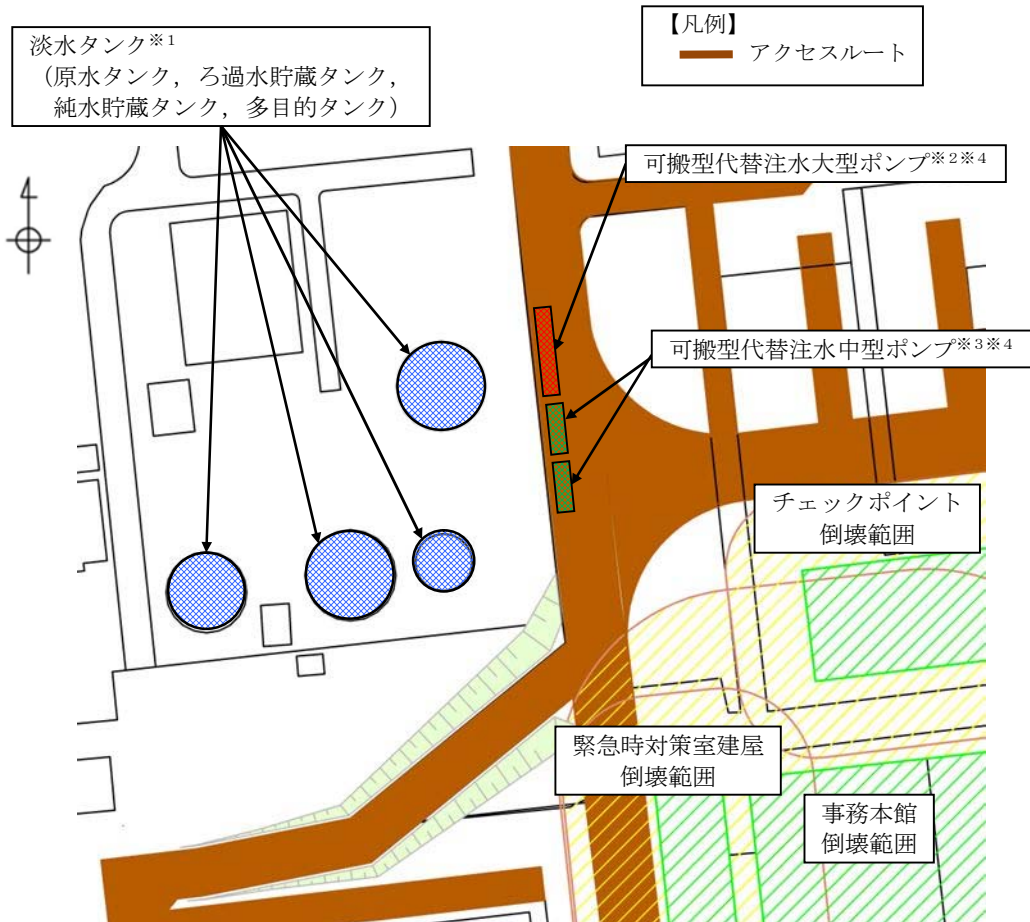 【凡例】
アクセスルート
淡水タンク※1
（原水タンク，ろ過水貯蔵タンク，
純水貯蔵タンク，多目的タンク）
可搬型代替注水大型ポンプ※2※4
可搬型代替注水中型ポンプ※3※4
チェックポイント
倒壊範囲
緊急時対策室建屋
倒壊範囲
事務本館
倒壊範囲